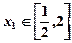 x₁ ∈ [1/2, 2]